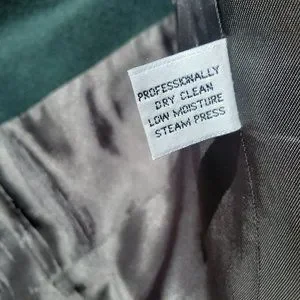 PROFESSIONALLY
DRY CLEAN
LOW MOISTURE
STEAM PRESS